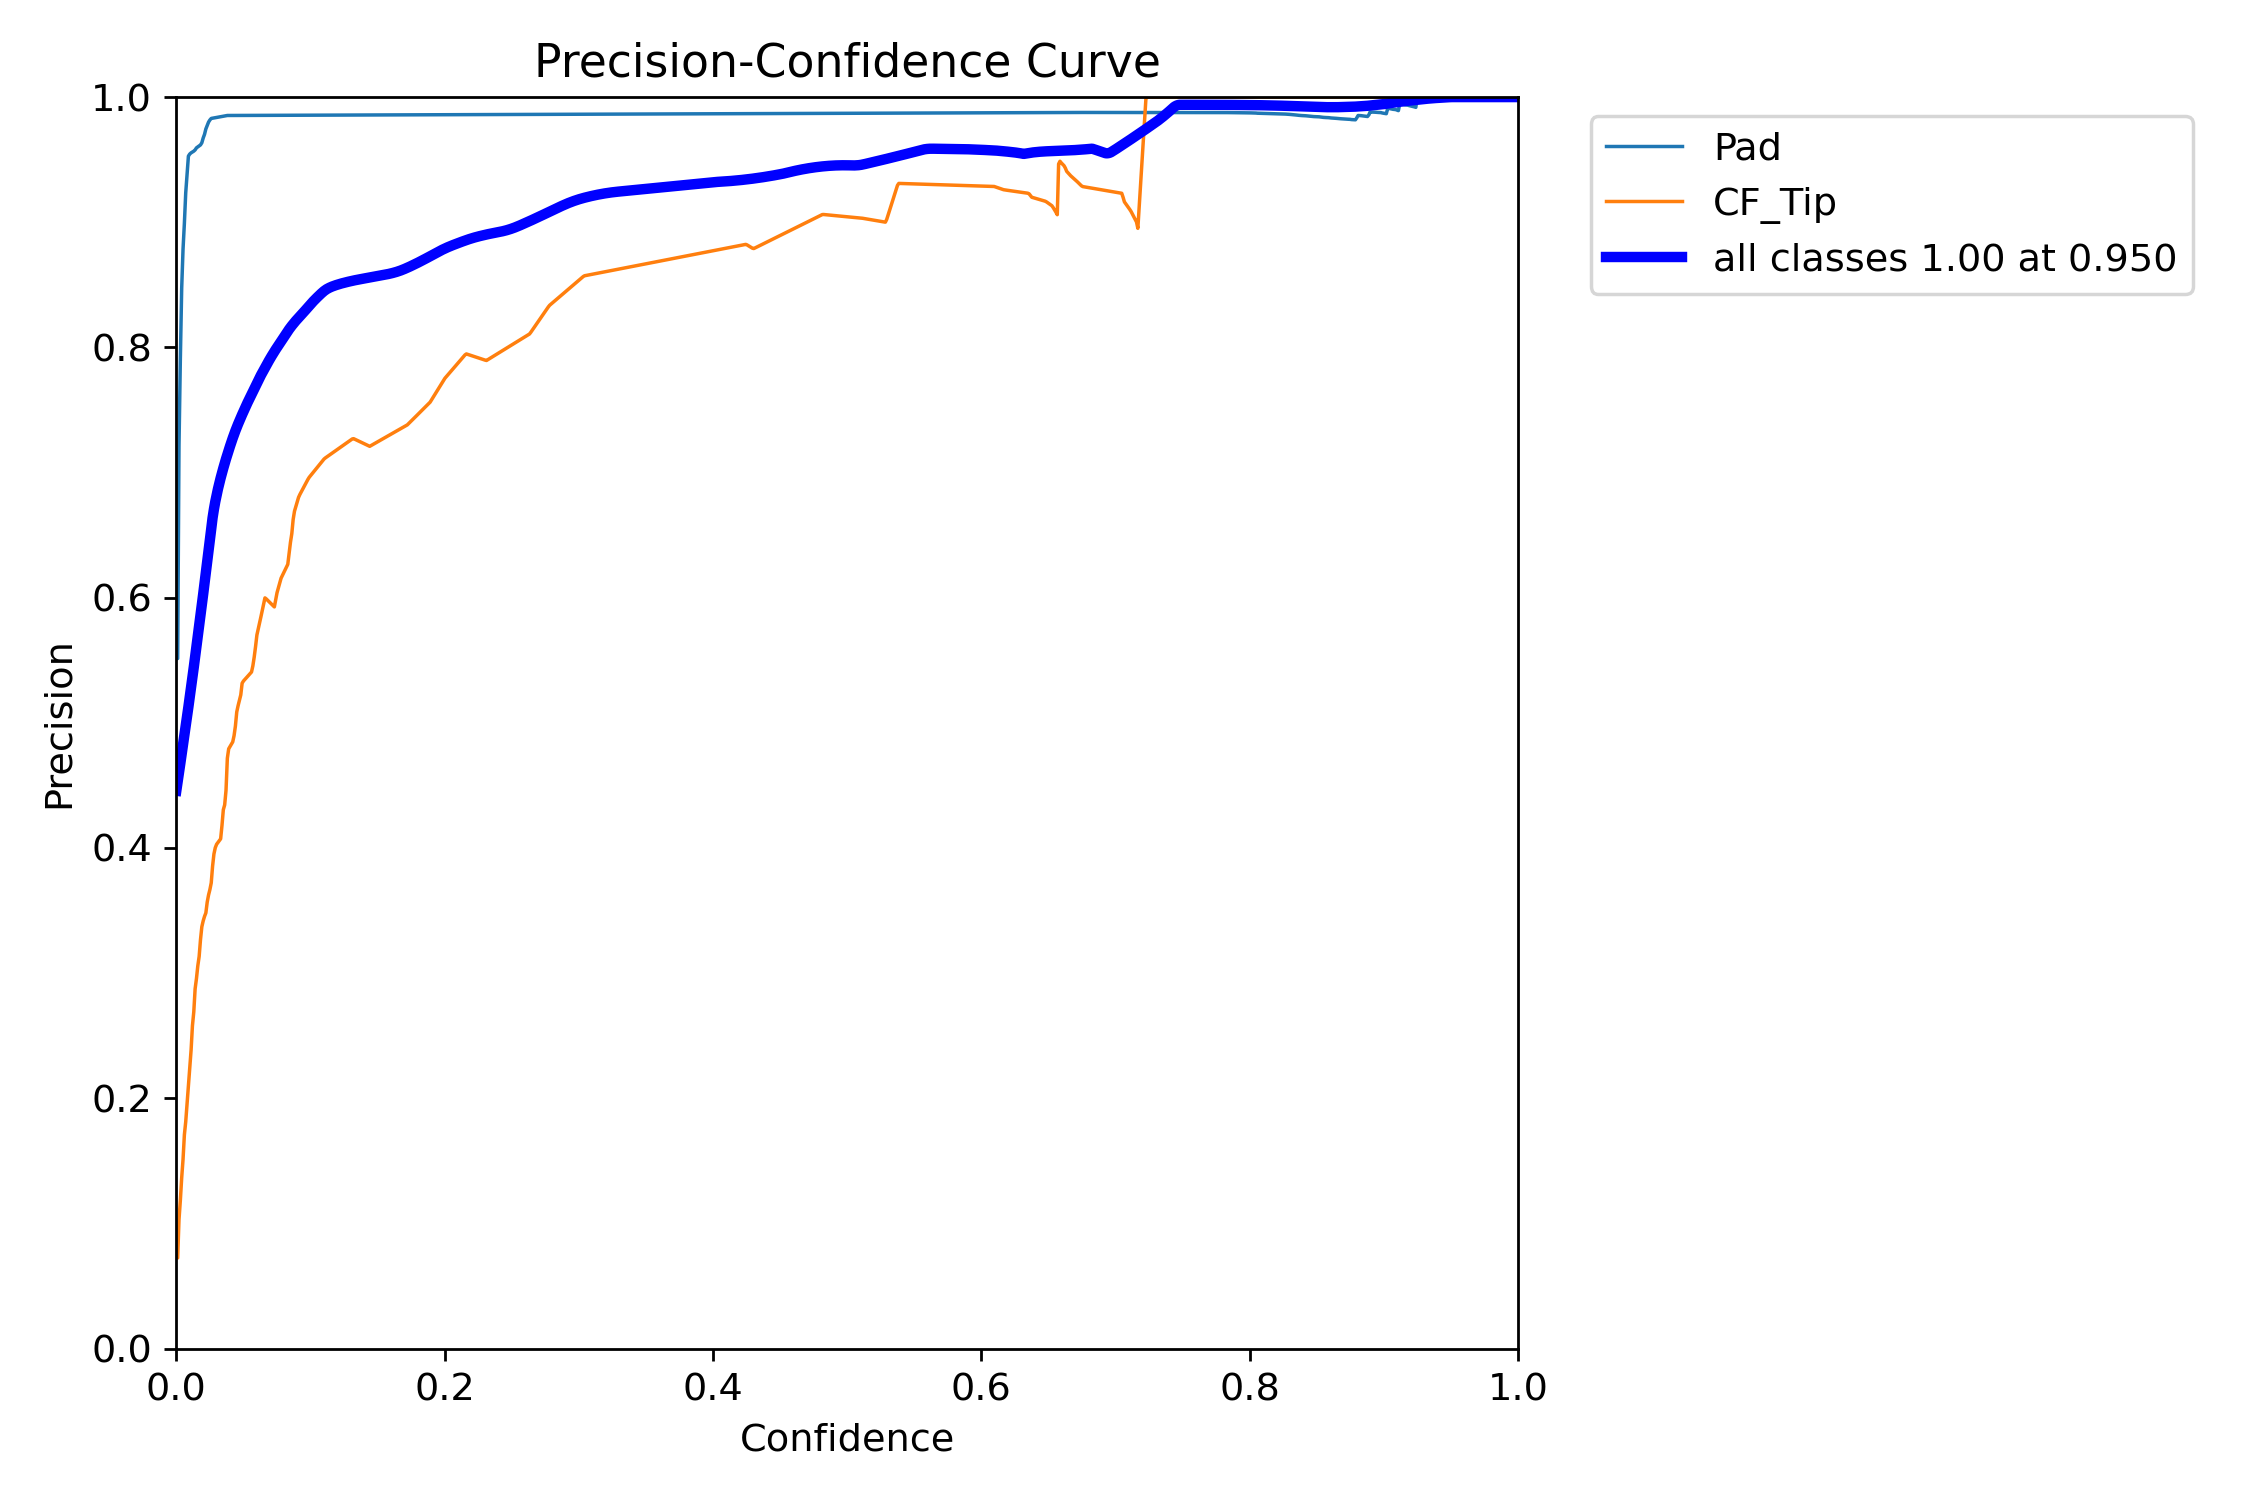 Precision-Confidence Curve
1.0
0.8
0.6
0.4
0.2
0.0
Precision
0.0 0.2 0.4 0.6 0.8 1.0
Confidence
Pad
CF_Tip
all classes 1.00 at 0.950